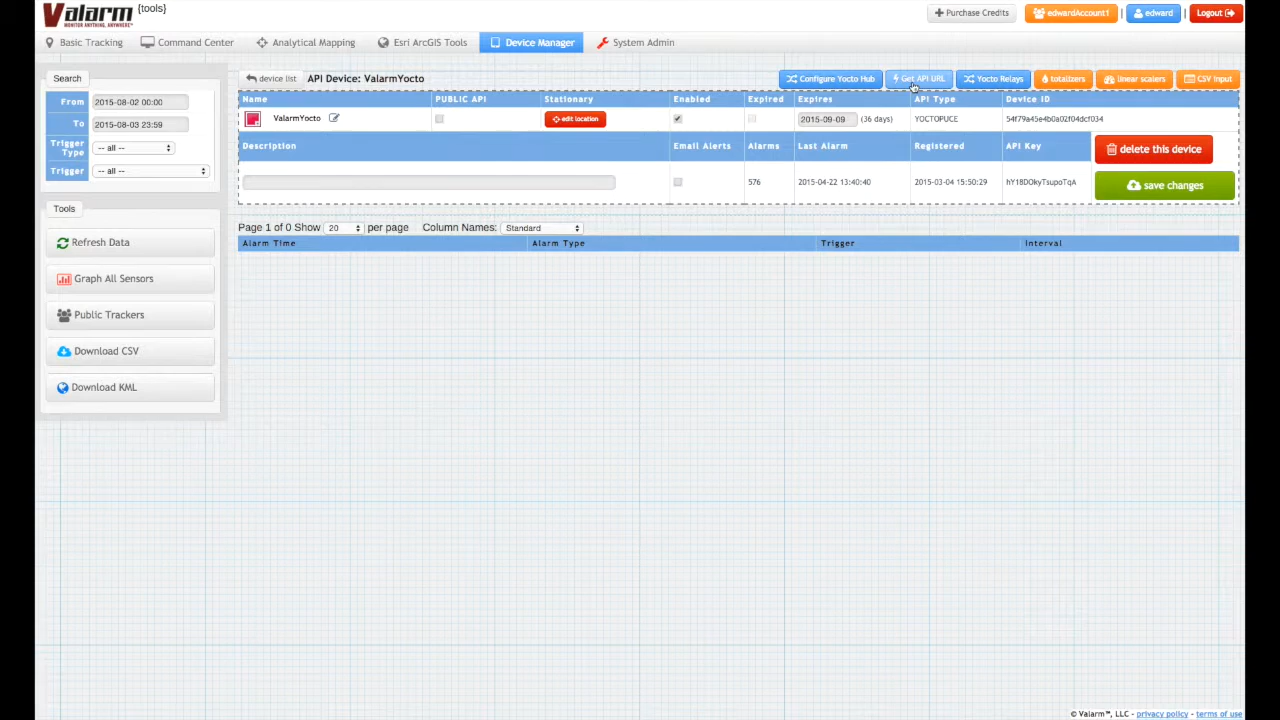 Valarm {tools}
MONITOR ANYTHING, ANYWHERE™
Purchase Credits edwardAccount1 | edward | Logout
Basic Tracking Command Center Analytical Mapping Esri ArcGIS Tools Device Manager System Admin
Search
From 2015-08-02 00:00
To 2015-08-03 23:59
Trigger Type -- all --
Trigger -- all --
Tools
Refresh Data
Graph All Sensors
Public Trackers
Download CSV
Download KML
device list API Device: ValarmYocto Configure Yocto Hub Get API URL Yocto Relays totalizers linear scalers CSV input
Name PUBLIC API Stationary Enabled Expired Expires API Type Device ID
ValarmYocto edit location 2015-09-09 (36 days) YOCTOPUCE 54f79a45e4b0a02f04dcf034
Description Email Alerts Alarms Last Alarm Registered API Key delete this device
576 2015-04-22 13:40:40 2015-03-04 15:50:29 hY18DOkyTsupoTqA save changes
Page 1 of 0 Show 20 per page Column Names: Standard
Alarm Time Alarm Type Trigger Interval
© Valarm™, LLC - privacy policy - terms of use